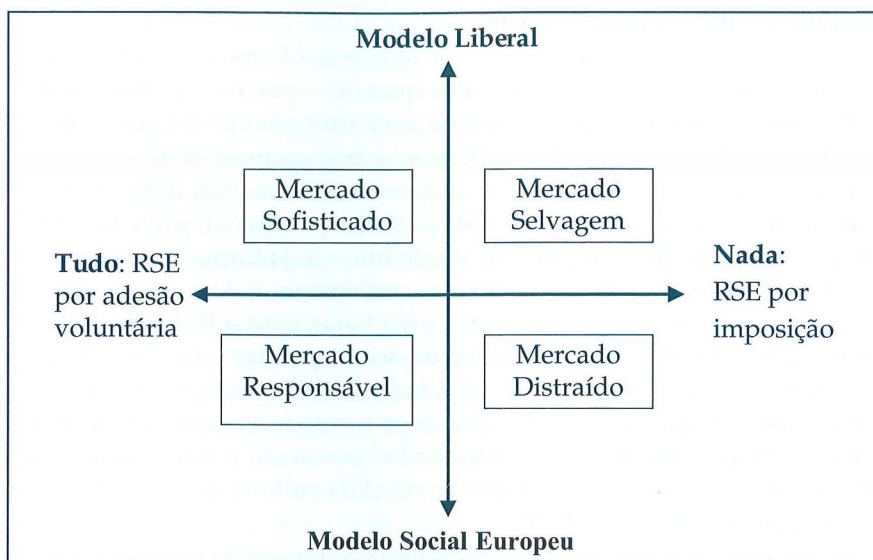 Modelo Liberal
Mercado
Sofisticado
Mercado
Selvagem
Tudo: RSE
por adesão
voluntária
Nada:
RSE por
imposição
Mercado
Responsável
Mercado
Distraído
Modelo Social Europeu